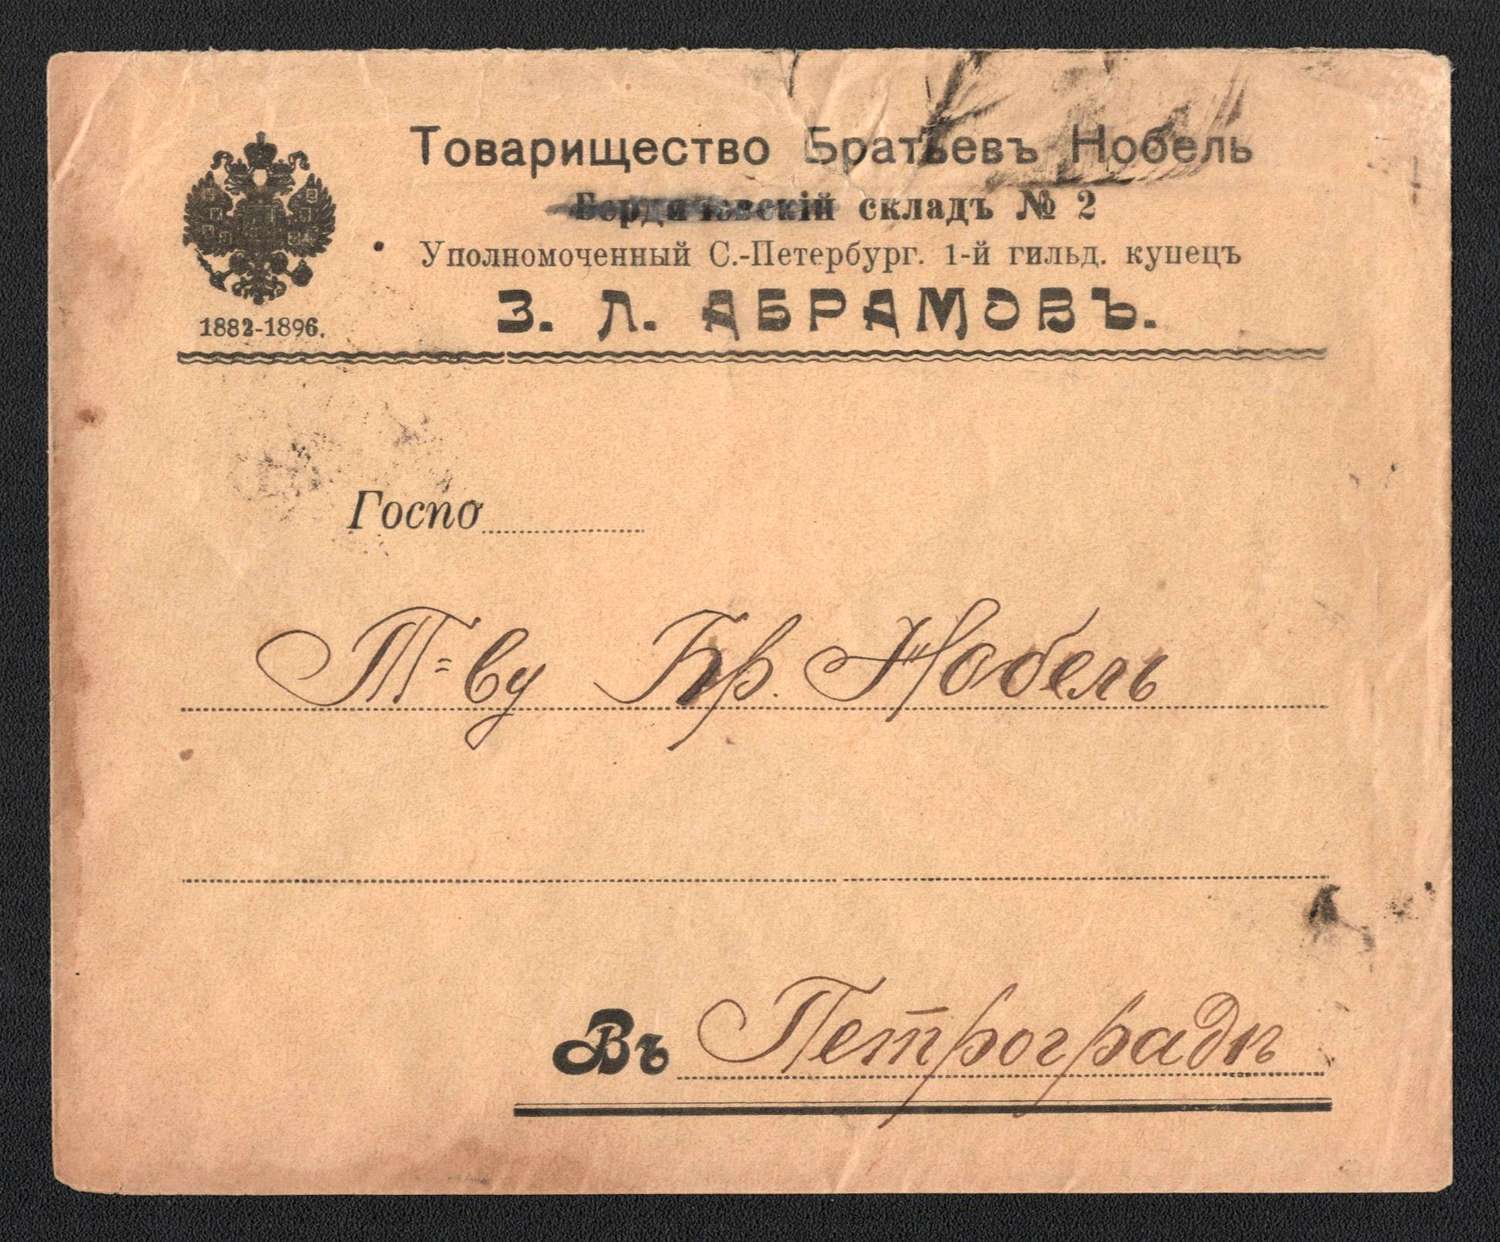 Товарищество Братьевъ Нобель
Бердичевскій складъ № 2
Уполномоченный С.-Петербург. 1-й гильд. купецъ
З. Л. АБРАМОВЪ.
1882-1896.
Госпо
Т=ву Бр. Нобель
Въ Петроградѣ